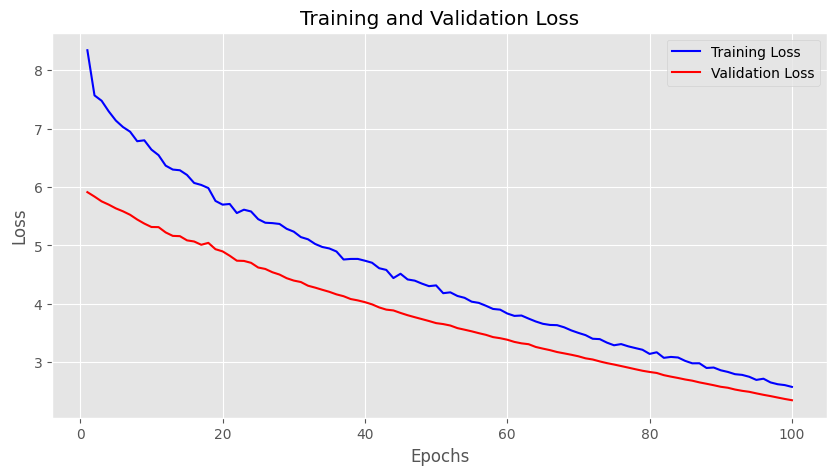 Training and Validation Loss
Training Loss
Validation Loss
8
7
6
5
4
3
Loss
0 20 40 60 80 100
Epochs